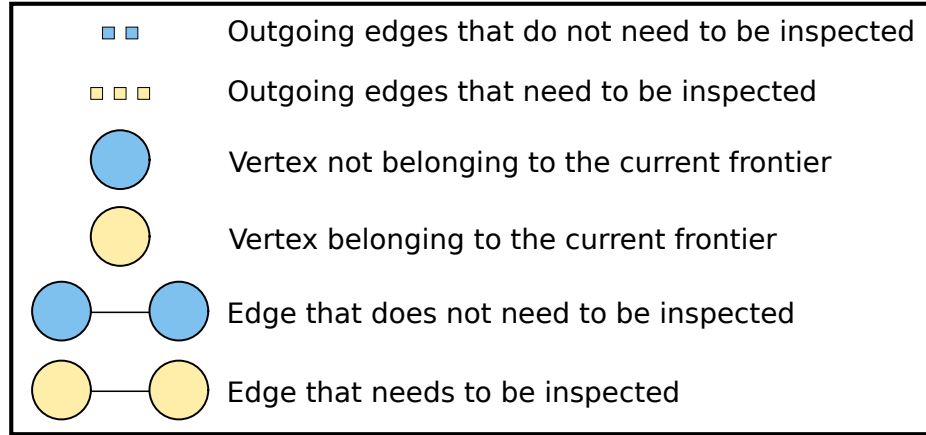 Outgoing edges that do not need to be inspected
Outgoing edges that need to be inspected
Vertex not belonging to the current frontier
Vertex belonging to the current frontier
Edge that does not need to be inspected
Edge that needs to be inspected